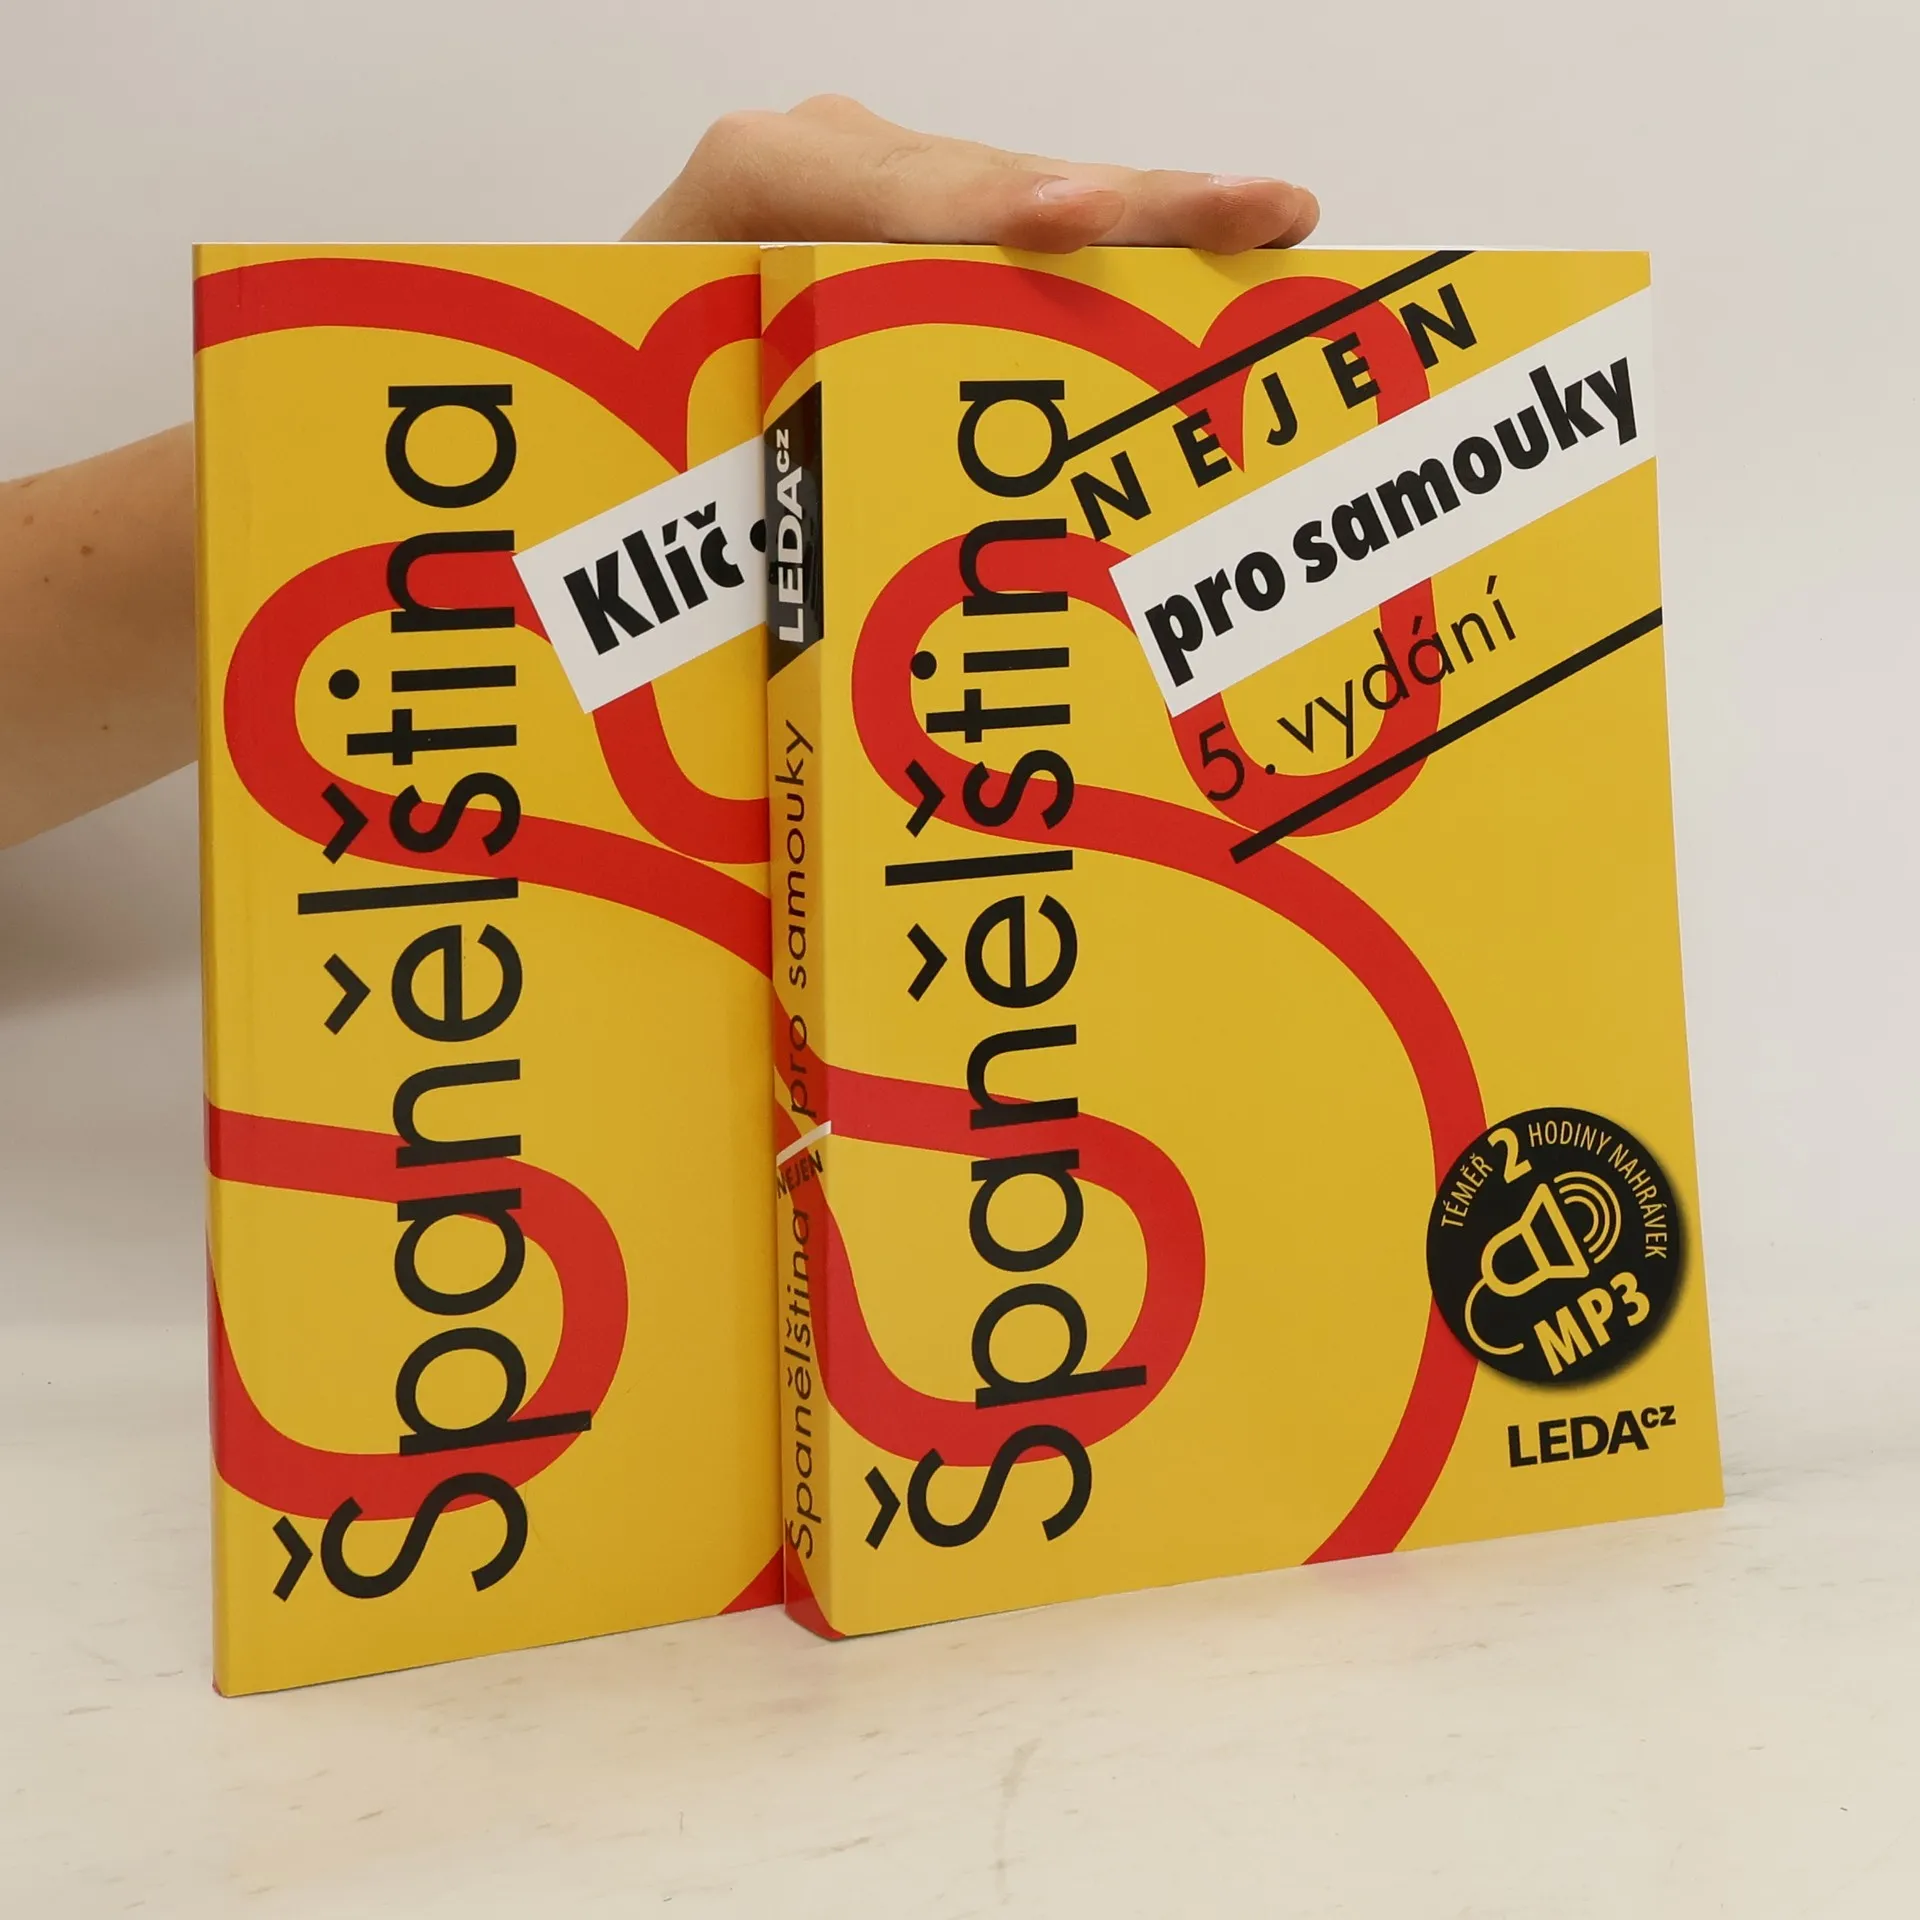 Španělština
Klíč •
LEDAcz
Španělština NEJEN pro samouky
Španělština
NEJEN
pro samouky
5. vydání
TÉMĚŘ 2 HODINY NAHRÁVEK
MP3
LEDAcz